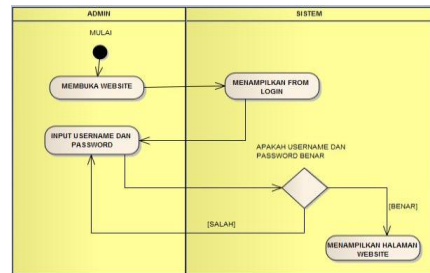 ADMIN
SISTEM
MULAI
MEMBUKA WEBSITE
MENAMPILKAN FROM
LOGIN
INPUT USERNAME DAN
PASSWORD
APAKAH USERNAME DAN
PASSWORD BENAR
[SALAH]
[BENAR]
MENAMPILKAN HALAMAN
WEBSITE